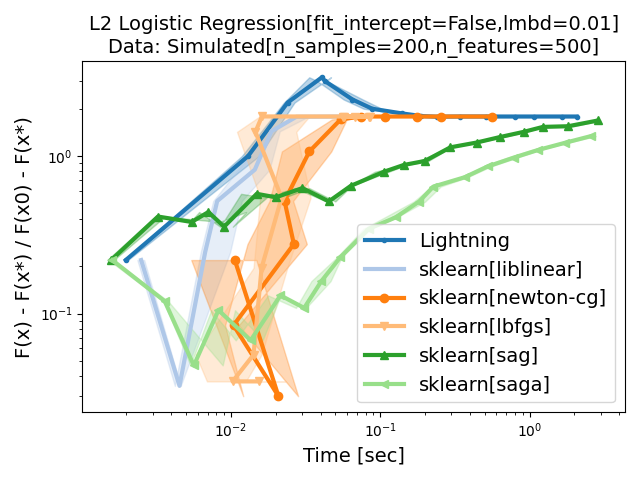 L2 Logistic Regression[fit_intercept=False,lmbd=0.01]
Data: Simulated[n_samples=200,n_features=500]
F(x) - F(x*) / F(x0) - F(x*)
10⁰
10⁻¹
Lightning
sklearn[liblinear]
sklearn[newton-cg]
sklearn[lbfgs]
sklearn[sag]
sklearn[saga]
10⁻² 10⁻¹ 10⁰
Time [sec]